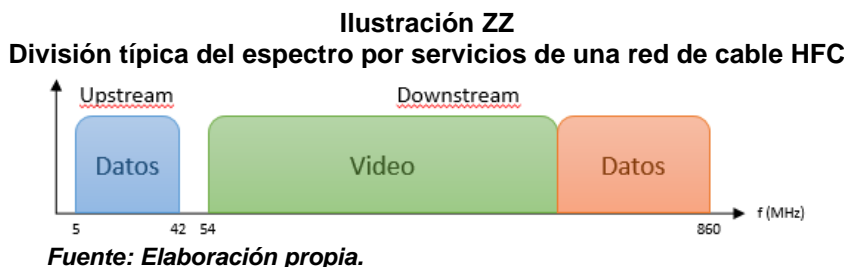 Ilustración ZZ
División típica del espectro por servicios de una red de cable HFC
Upstream Downstream
Datos Video Datos
f (MHz)
5 42 54 860
Fuente: Elaboración propia.